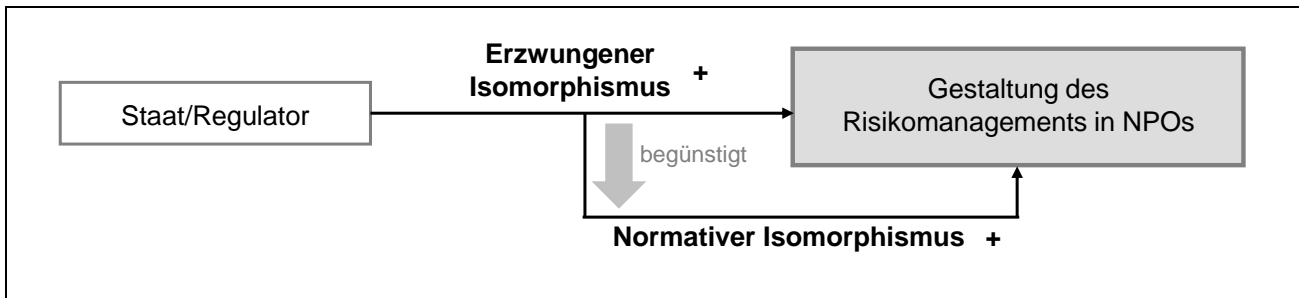 Erzwungener
Isomorphismus +
Staat/Regulator
Gestaltung des
Risikomanagements in NPOs
begünstigt
Normativer Isomorphismus +